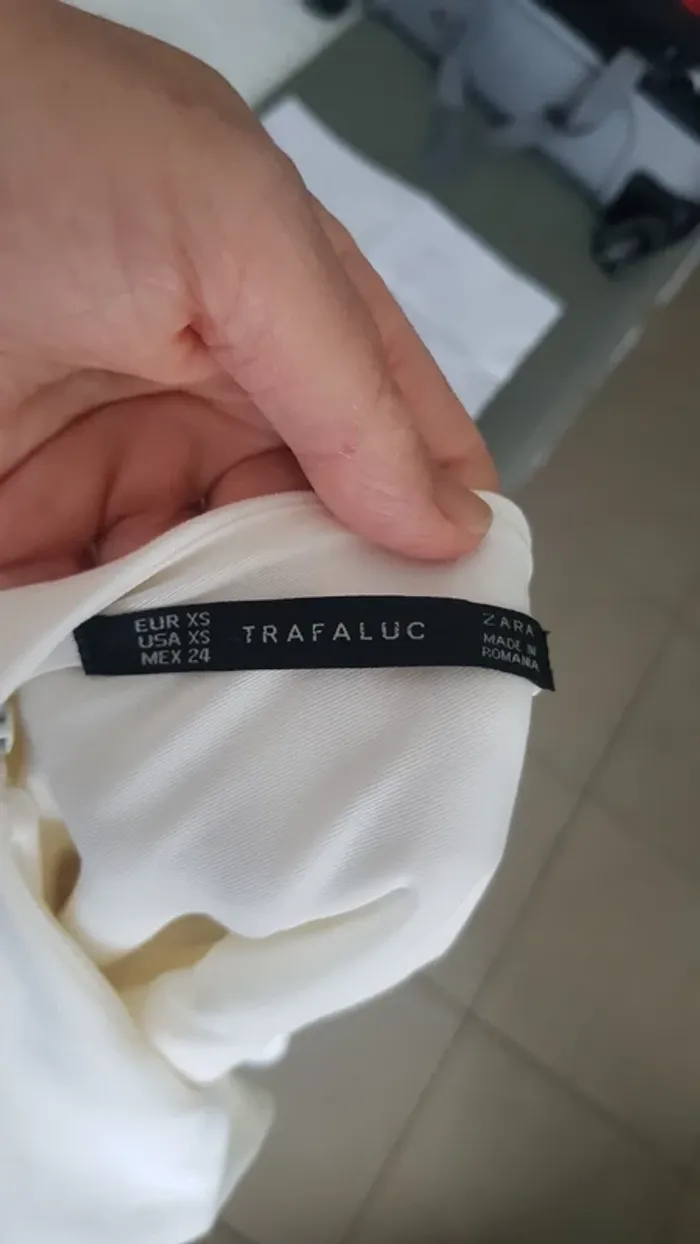 EUR XS
USA XS
MEX 24
TRAFALUC
ZARA
MADE IN
ROMANIA